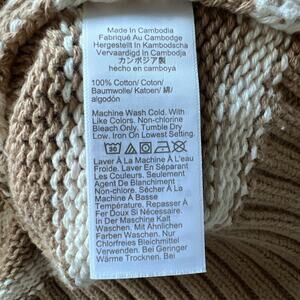 Made In Cambodia
Fabriqué Au Cambodge
Hergestellt In Kambodscha
Vervaardigd In Cambodja
カンボジア製
hecho en camboya
100% Cotton/ Coton/
Baumwolle/ Katoen/ 綿/
algodón
Machine Wash Cold. With
Like Colors. Non-chlorine
Bleach Only. Tumble Dry
Low. Iron On Lowest Setting.
Laver À La Machine À L'eau
Froide. Laver En Séparant
Les Couleurs. Seulement
Agent De Blanchiment
Non-chlore. Sécher À La
Machine À Basse
Température. Repasser À
Fer Doux Si Nécessaire.
In Der Maschine Kalt
Waschen. Mit Ähnlichen
Farben Waschen. Nur
Chlorfreies Bleichmittel
Verwenden. Bei Geringer
Wärme Trocknen. Bei